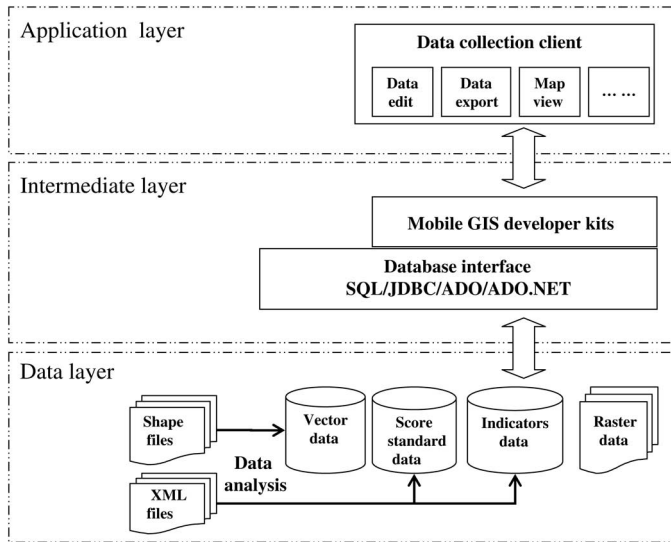 Application layer
Data collection client
Data edit
Data export
Map view
... ...
Intermediate layer
Mobile GIS developer kits
Database interface
SQL/JDBC/ADO/ADO.NET
Data layer
Shape files
Vector data
Score standard data
Indicators data
Raster data
Data analysis
XML files